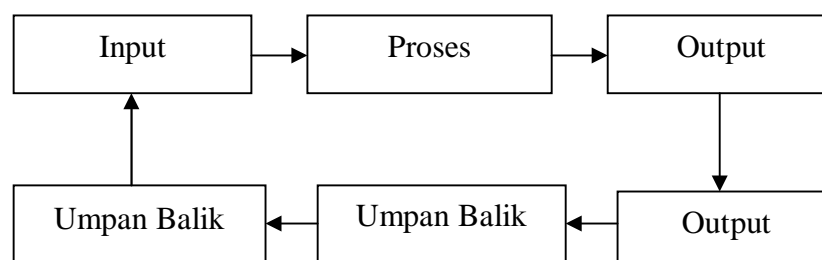 Input
Proses
Output
Umpan Balik
Umpan Balik
Output